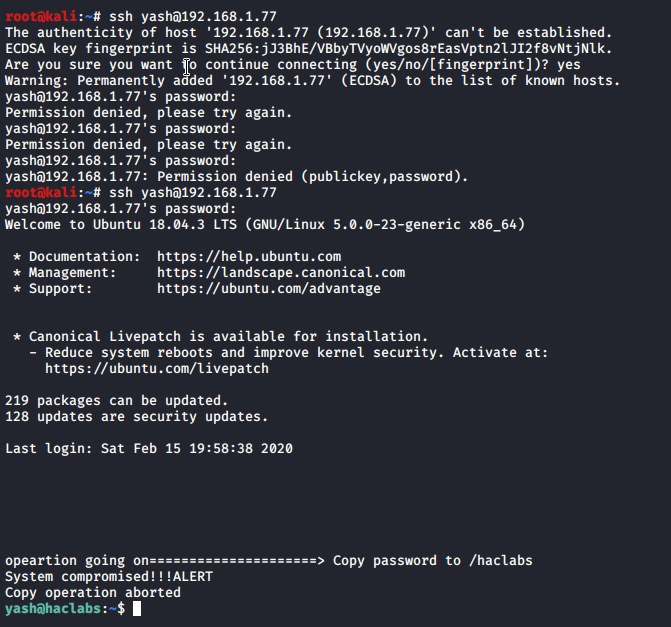 root@kali:~# ssh yash@192.168.1.77
The authenticity of host '192.168.1.77 (192.168.1.77)' can't be established.
ECDSA key fingerprint is SHA256:jJ3BhE/VBbyTVyoWVgos8rEasVptn2lJI2f8vNtjNlk.
Are you sure you want to continue connecting (yes/no/[fingerprint])? yes
Warning: Permanently added '192.168.1.77' (ECDSA) to the list of known hosts.
yash@192.168.1.77's password:
Permission denied, please try again.
yash@192.168.1.77's password:
Permission denied, please try again.
yash@192.168.1.77's password:
yash@192.168.1.77: Permission denied (publickey,password).
root@kali:~# ssh yash@192.168.1.77
yash@192.168.1.77's password:
Welcome to Ubuntu 18.04.3 LTS (GNU/Linux 5.0.0-23-generic x86_64)
* Documentation:  https://help.ubuntu.com
* Management:     https://landscape.canonical.com
* Support:        https://ubuntu.com/advantage
* Canonical Livepatch is available for installation.
- Reduce system reboots and improve kernel security. Activate at:
https://ubuntu.com/livepatch
219 packages can be updated.
128 updates are security updates.
Last login: Sat Feb 15 19:58:38 2020
opeartion going on=====================> Copy password to /haclabs
System compromised!!!ALERT
Copy operation aborted
yash@haclabs:~$